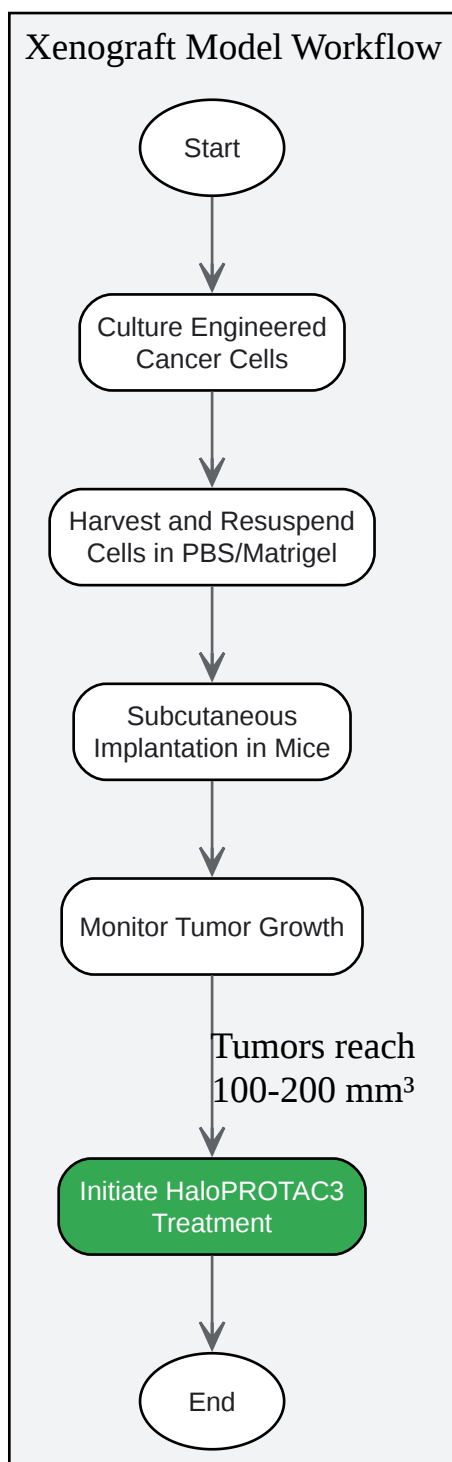 Xenograft Model Workflow
Start
Culture Engineered
Cancer Cells
Harvest and Resuspend
Cells in PBS/Matrigel
Subcutaneous
Implantation in Mice
Monitor Tumor Growth
Tumors reach
100-200 mm³
Initiate HaloPROTAC3
Treatment
End